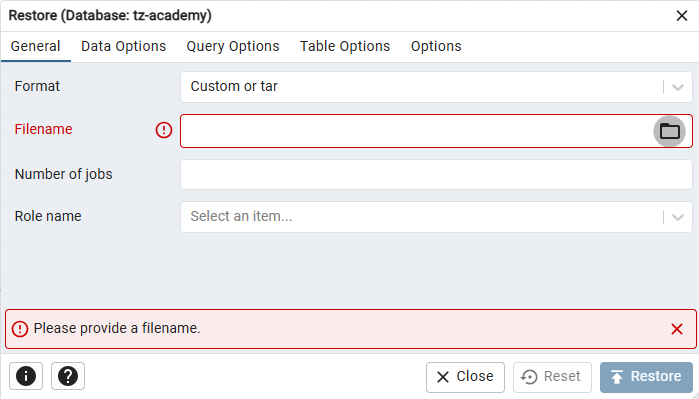 Restore (Database: tz-academy)
General Data Options Query Options Table Options Options
Format Custom or tar
Filename
Number of jobs
Role name Select an item...
Please provide a filename.
Close Reset Restore